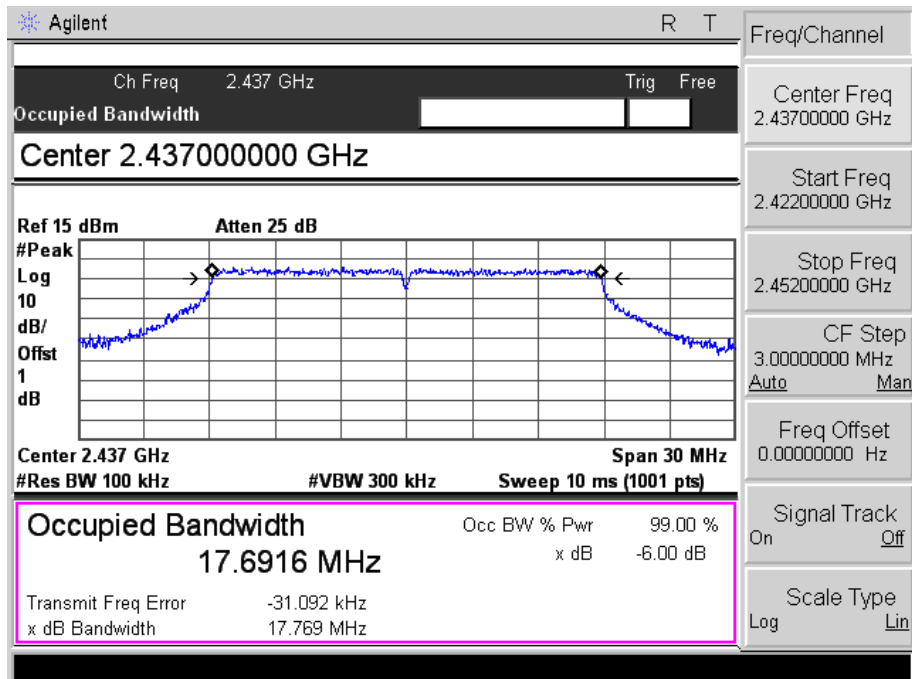 Agilent R T
Ch Freq 2.437 GHz Trig Free
Occupied Bandwidth
Center 2.437000000 GHz
Ref 15 dBm Atten 25 dB
#Peak
Log
10
dB/
Offst
1
dB
Center 2.437 GHz Span 30 MHz
#Res BW 100 kHz #VBW 300 kHz Sweep 10 ms (1001 pts)
Occupied Bandwidth
17.6916 MHz
Occ BW % Pwr 99.00 %
x dB -6.00 dB
Transmit Freq Error -31.092 kHz
x dB Bandwidth 17.769 MHz
Freq/Channel
Center Freq
2.43700000 GHz
Start Freq
2.42200000 GHz
Stop Freq
2.45200000 GHz
CF Step
3.00000000 MHz
Auto Man
Freq Offset
0.00000000 Hz
Signal Track
On Off
Scale Type
Log Lin